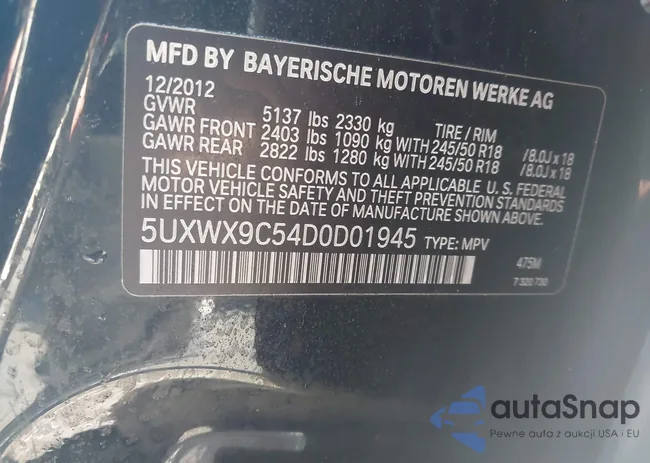 MFD BY BAYERISCHE MOTOREN WERKE AG
12/2012
GVWR 5137 lbs 2330 kg TIRE / RIM
GAWR FRONT 2403 lbs 1090 kg WITH 245/50 R18 /8.0J x 18
GAWR REAR 2822 lbs 1280 kg WITH 245/50 R18 /8.0J x 18
THIS VEHICLE CONFORMS TO ALL APPLICABLE U.S. FEDERAL
MOTOR VEHICLE SAFETY AND THEFT PREVENTION STANDARDS
IN EFFECT ON THE DATE OF MANUFACTURE SHOWN ABOVE.
5UXWX9C54D0D01945 TYPE: MPV
475M
7 320 730
autaSnap
Pewne auta z aukcji USA i EU